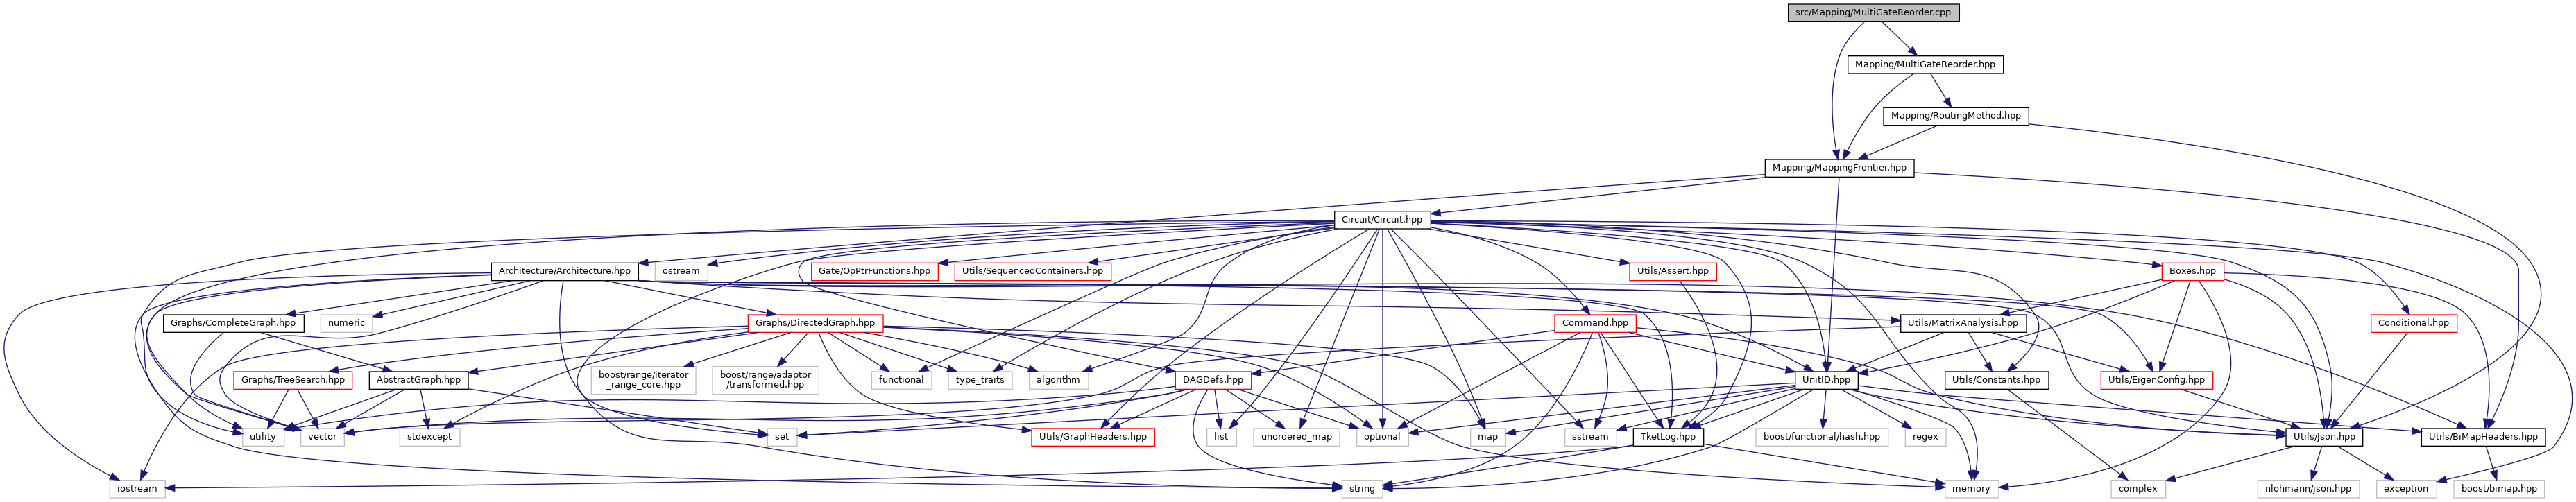 src/Mapping/MultiGateReorder.cpp
Mapping/MultiGateReorder.hpp
Mapping/RoutingMethod.hpp
Mapping/MappingFrontier.hpp
Circuit/Circuit.hpp
Architecture/Architecture.hpp
ostream
Gate/OpPtrFunctions.hpp
Utils/SequencedContainers.hpp
Utils/Assert.hpp
Boxes.hpp
Graphs/CompleteGraph.hpp
numeric
Graphs/DirectedGraph.hpp
Command.hpp
Utils/MatrixAnalysis.hpp
Conditional.hpp
Graphs/TreeSearch.hpp
AbstractGraph.hpp
boost/range/iterator
_range_core.hpp
boost/range/adaptor
/transformed.hpp
functional
type_traits
algorithm
DAGDefs.hpp
UnitID.hpp
Utils/Constants.hpp
Utils/EigenConfig.hpp
utility
vector
stdexcept
set
Utils/GraphHeaders.hpp
list
unordered_map
optional
map
sstream
TketLog.hpp
boost/functional/hash.hpp
regex
Utils/Json.hpp
Utils/BiMapHeaders.hpp
iostream
string
memory
complex
nlohmann/json.hpp
exception
boost/bimap.hpp